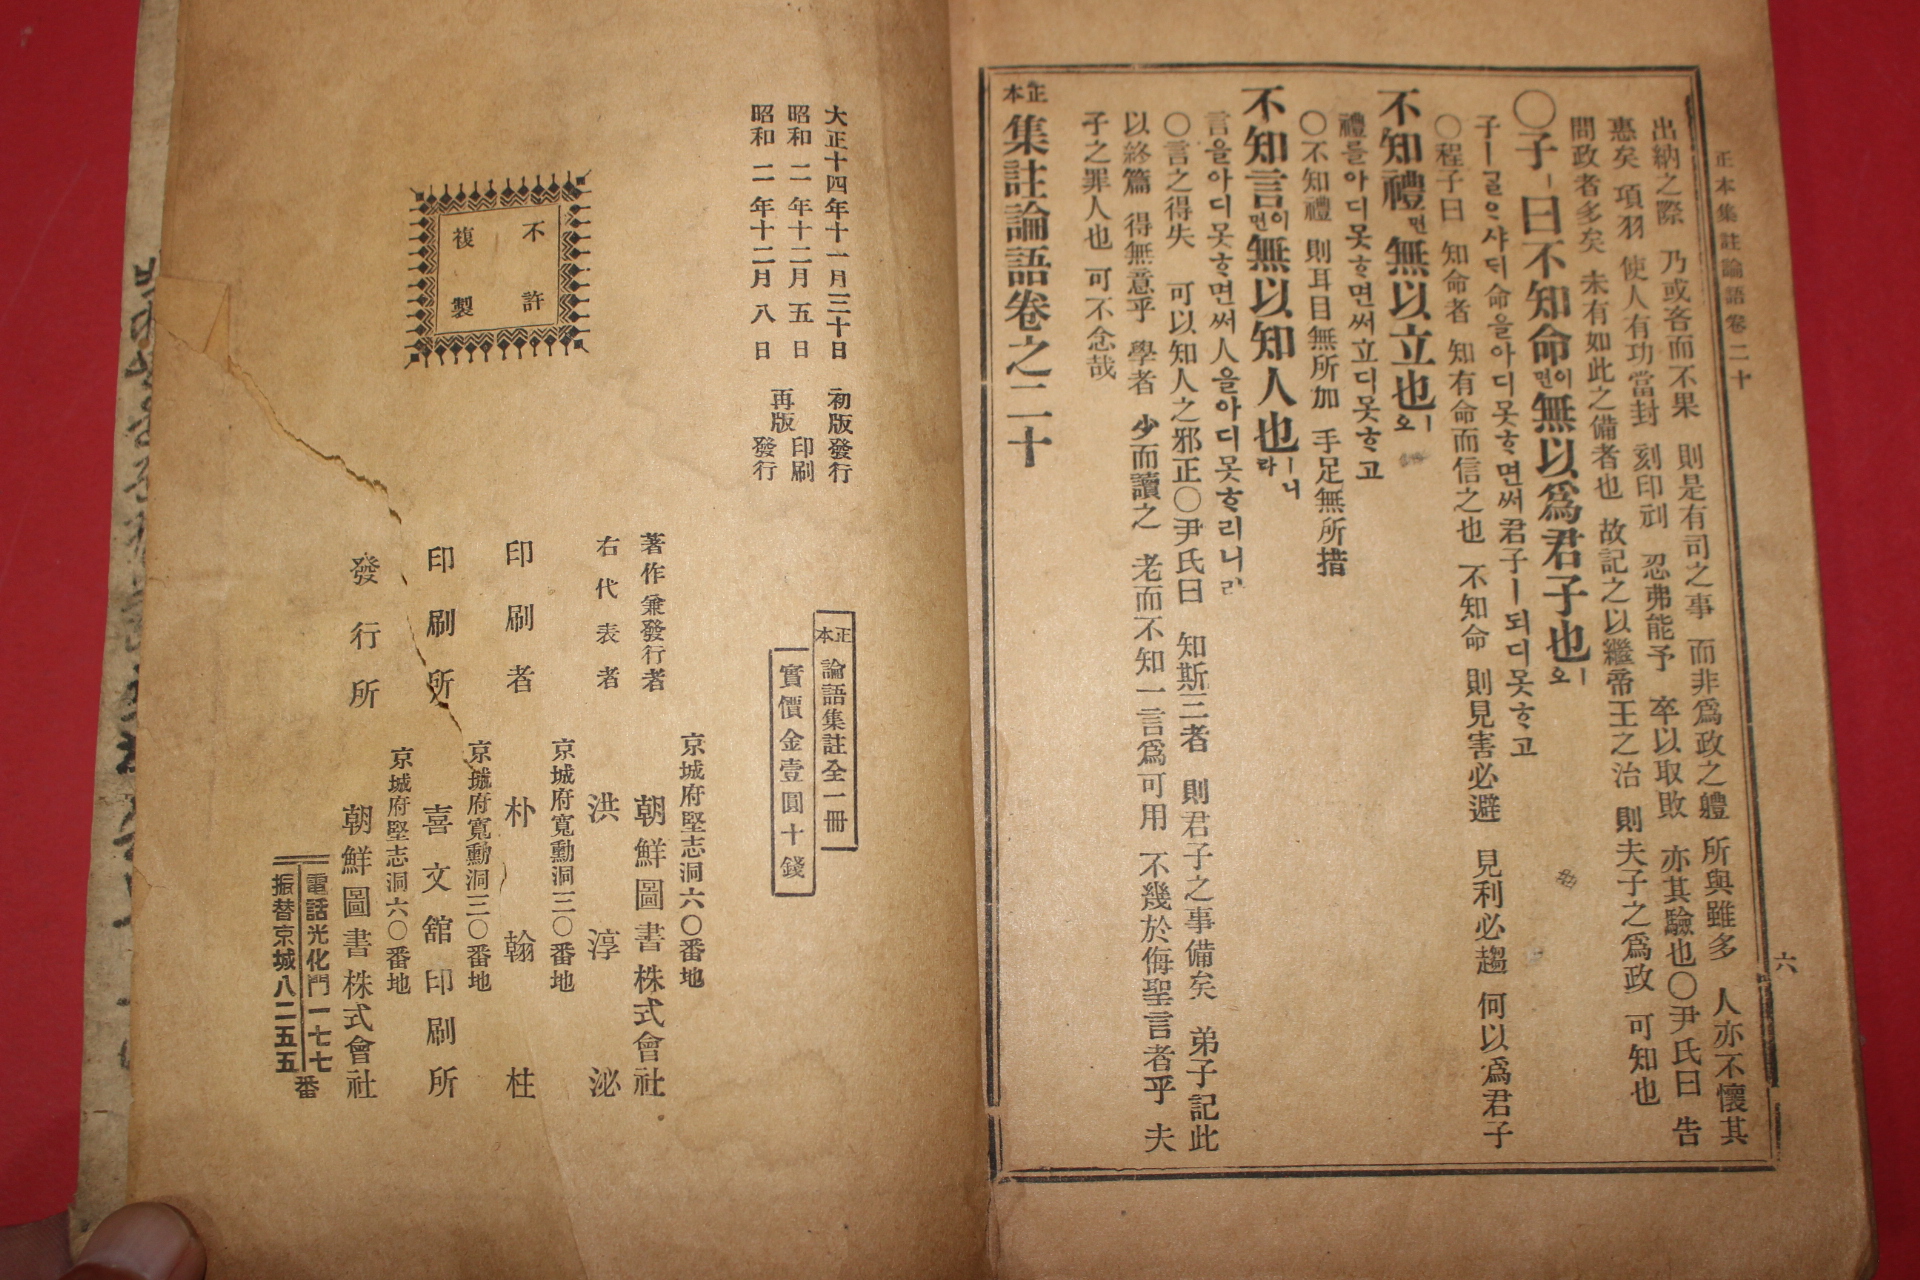 正本集註論語卷二十
六
出納之際 乃或吝而不果 則是有司之事 而非爲政之體 所與雖多 人亦不懷其
惠矣 項羽 使人有功當封 刻印刓 忍弗能予 卒以取敗 亦其驗也○尹氏曰 告
問政者多矣 未有如此之備者也 故記之以繼帝王之治 則夫子之爲政 可知也
○子ㅣ曰不知命이면無以爲君子也ㅣ오
子ㅣ골ᄋᆞ샤ᄃᆡ命을아디못ᄒᆞ면써君子ㅣ되디못ᄒᆞ고
○程子曰 知命者 知有命而信之也 不知命 則見害必避 見利必趨 何以爲君子
不知禮면無以立也ㅣ오
禮를아디못ᄒᆞ면써立디못ᄒᆞ고
○不知禮 則耳目無所加 手足無所措
不知言이면無以知人也ㅣ니라
言을아디못ᄒᆞ면써人을아디못ᄒᆞ리니라
○言之得失 可以知人之邪正○尹氏曰 知斯三者 則君子之事備矣 弟子記此
以終篇 得無意乎 學者 少而讀之 老而不知一言爲可用 不幾於侮聖言者乎 夫
子之罪人也 可不念哉
正本集註論語卷之二十
大正十四年十一月三十日 初版發行
昭和二年十二月五日 再版印刷
昭和二年十二月八日 發行
不許
複製
正本論語集註全一冊
實價金壹圓十錢
京城府堅志洞六〇番地
著作兼發行者 朝鮮圖書株式會社
右代表者 洪淳泌
京城府寬勳洞三〇番地
印刷者 朴翰柱
京城府寬勳洞三〇番地
印刷所 喜文舘印刷所
京城府堅志洞六〇番地
發行所 朝鮮圖書株式會社
電話光化門一七七番
振替京城八二五五番